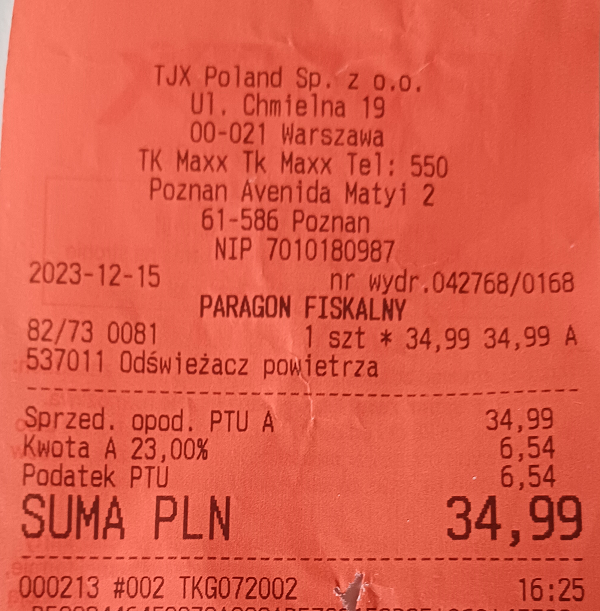 TJX Poland Sp. z o.o.
Ul. Chmielna 19
00-021 Warszawa
TK Maxx Tk Maxx Tel: 550
Poznan Avenida Matyi 2
61-586 Poznan
NIP 7010180987
2023-12-15 nr wydr.042768/0168
PARAGON FISKALNY
82/73 0081 1 szt * 34,99 34,99 A
537011 Odświeżacz powietrza
Sprzed. opod. PTU A 34,99
Kwota A 23,00% 6,54
Podatek PTU 6,54
SUMA PLN 34,99
000213 #002 TKG072002 16:25